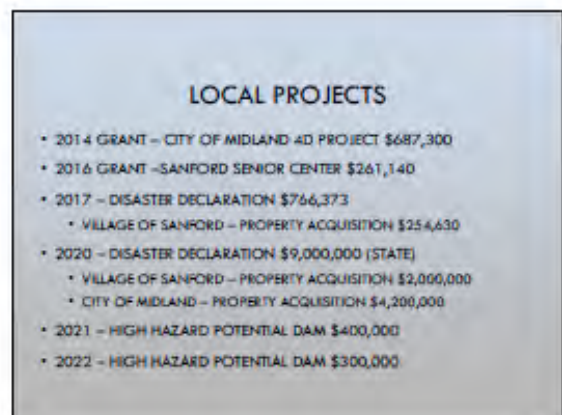 LOCAL PROJECTS
• 2014 GRANT – CITY OF MIDLAND 4D PROJECT $687,300
• 2016 GRANT –SANFORD SENIOR CENTER $261,140
• 2017 – DISASTER DECLARATION $766,373
• VILLAGE OF SANFORD – PROPERTY ACQUISITION $254,630
• 2020 – DISASTER DECLARATION $9,000,000 (STATE)
• VILLAGE OF SANFORD – PROPERTY ACQUISITION $2,000,000
• CITY OF MIDLAND – PROPERTY ACQUISITION $4,200,000
• 2021 – HIGH HAZARD POTENTIAL DAM $400,000
• 2022 – HIGH HAZARD POTENTIAL DAM $300,000